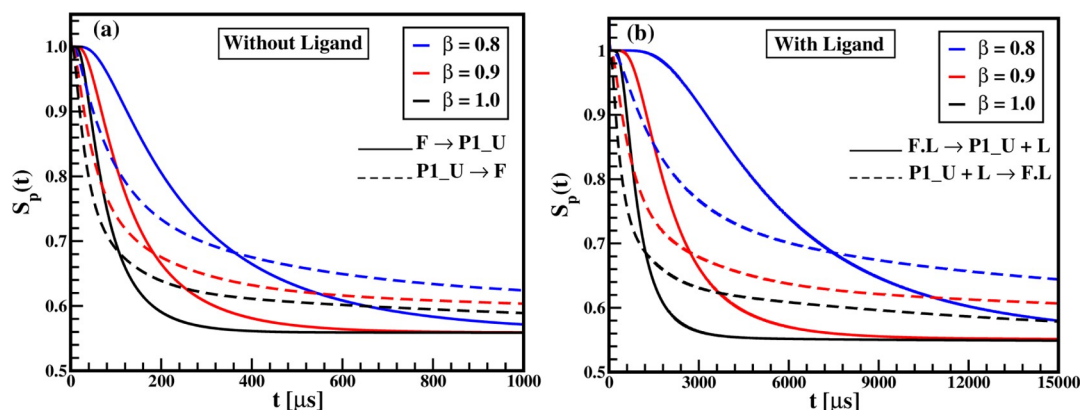 (a)
Without Ligand
β = 0.8
β = 0.9
β = 1.0
F → P1_U
P1_U → F
Sp(t)
1.0
0.9
0.8
0.7
0.6
0.5
0 200 400 600 800 1000
t [μs]
(b)
With Ligand
β = 0.8
β = 0.9
β = 1.0
F.L → P1_U + L
P1_U + L → F.L
1
0.9
0.8
0.7
0.6
0.5
0 3000 6000 9000 12000 15000
t [μs]